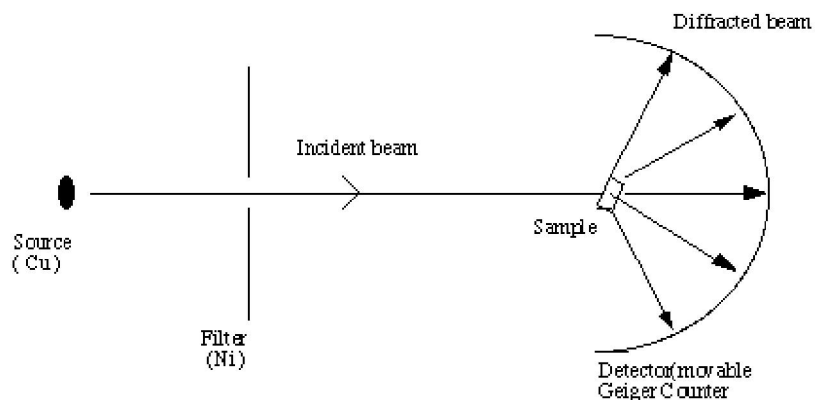 Diffracted beam
Incident beam
Sample
Source
( Cu)
Filter
(Ni)
Detector(movable
Geiger Counter